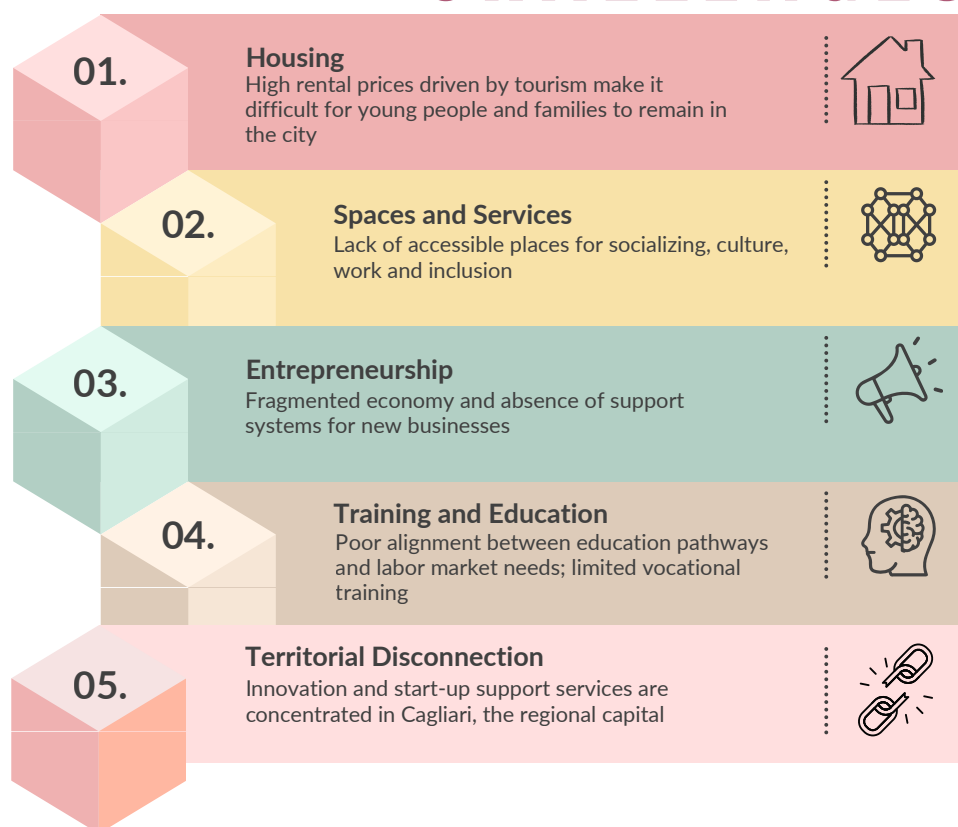 01.
Housing
High rental prices driven by tourism make it
difficult for young people and families to remain in
the city
02.
Spaces and Services
Lack of accessible places for socializing, culture,
work and inclusion
03.
Entrepreneurship
Fragmented economy and absence of support
systems for new businesses
04.
Training and Education
Poor alignment between education pathways
and labor market needs; limited vocational
training
05.
Territorial Disconnection
Innovation and start-up support services are
concentrated in Cagliari, the regional capital